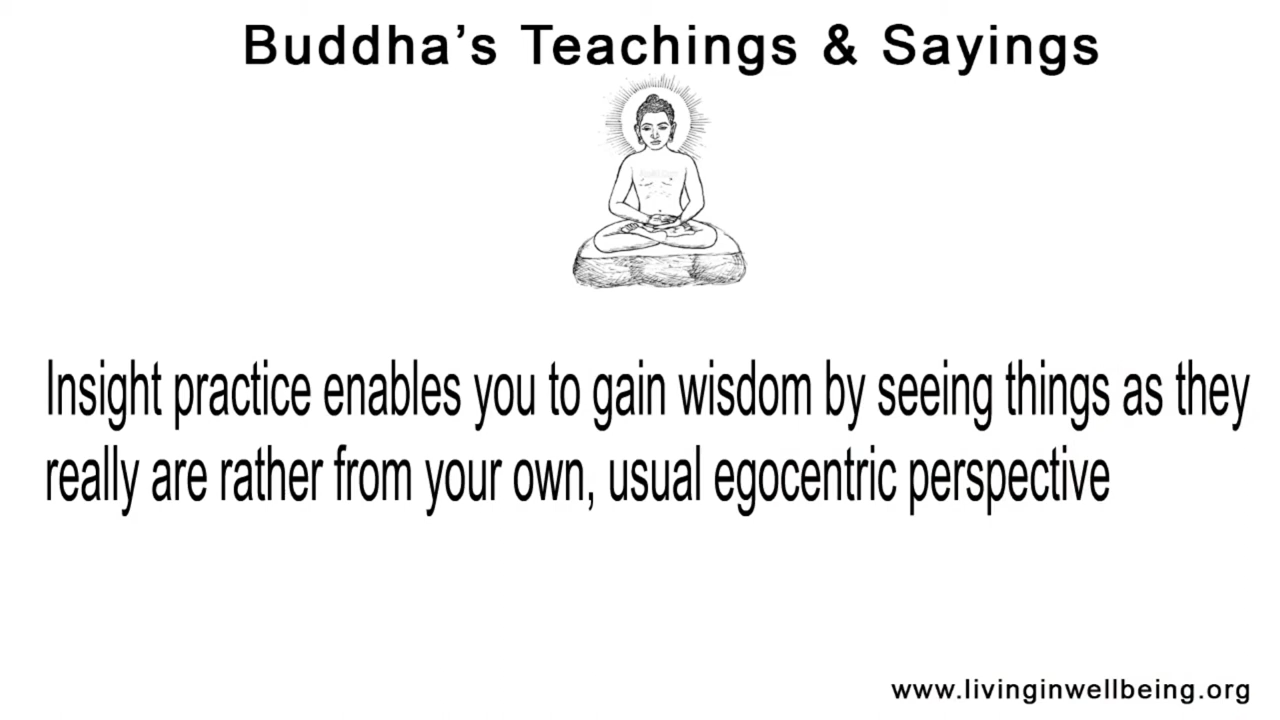 Buddha’s Teachings & Sayings
Insight practice enables you to gain wisdom by seeing things as they
really are rather from your own, usual egocentric perspective
www.livinginwellbeing.org